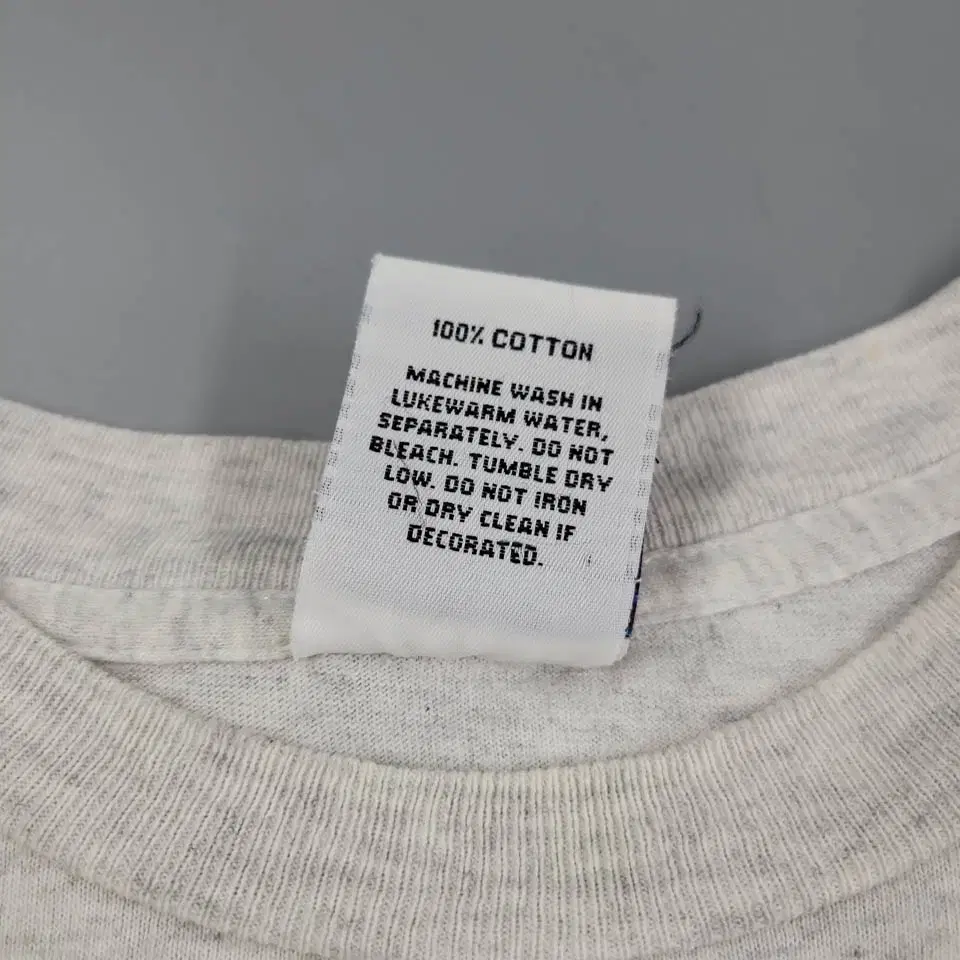 100% COTTON
MACHINE WASH IN
LUKEWARM WATER,
SEPARATELY. DO NOT
BLEACH. TUMBLE DRY
LOW. DO NOT IRON
OR DRY CLEAN IF
DECORATED.